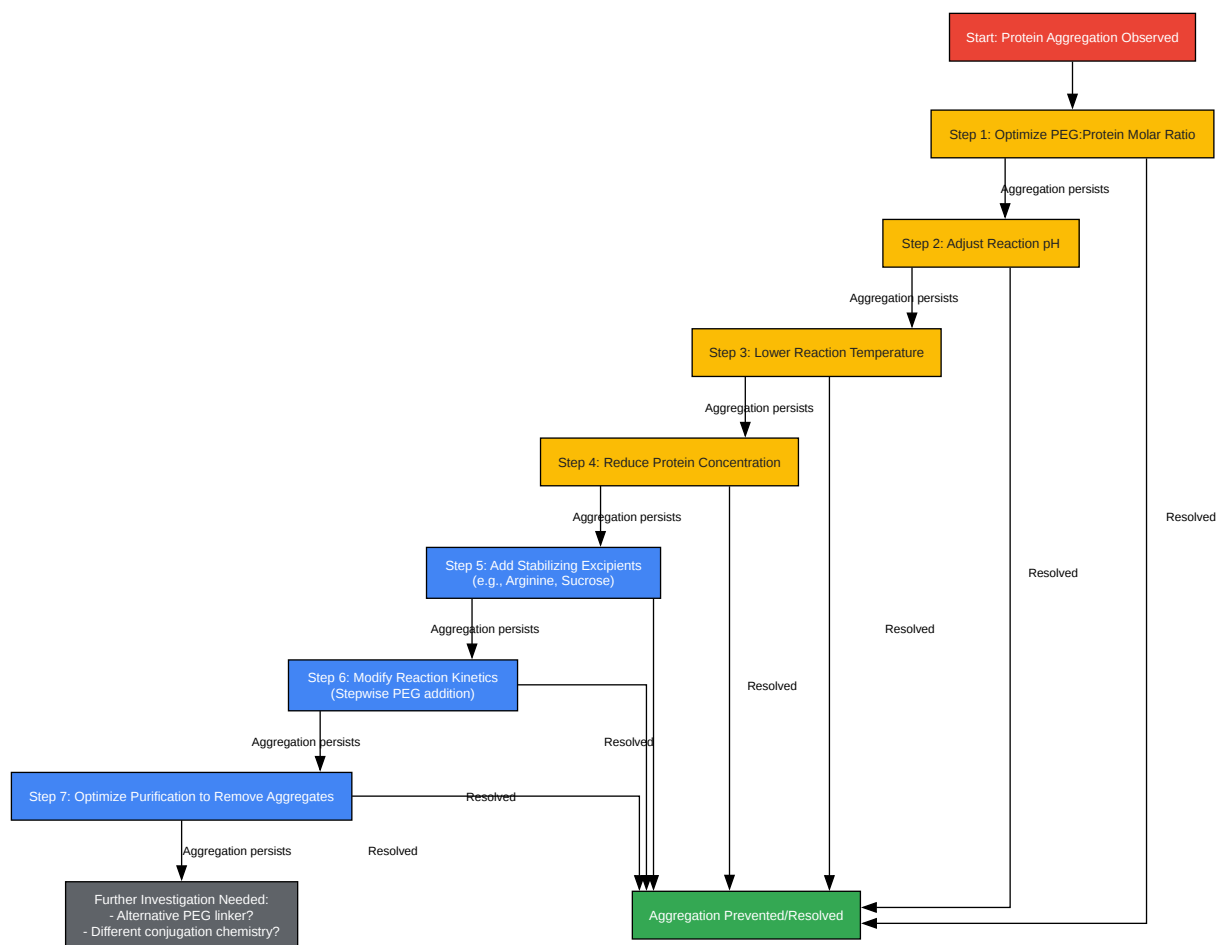 Start: Protein Aggregation Observed
Step 1: Optimize PEG:Protein Molar Ratio
Aggregation persists
Step 2: Adjust Reaction pH
Aggregation persists
Step 3: Lower Reaction Temperature
Aggregation persists
Step 4: Reduce Protein Concentration
Aggregation persists
Resolved
Step 5: Add Stabilizing Excipients
(e.g., Arginine, Sucrose)
Resolved
Aggregation persists
Resolved
Step 6: Modify Reaction Kinetics
(Stepwise PEG addition)
Resolved
Aggregation persists
Resolved
Step 7: Optimize Purification to Remove Aggregates
Resolved
Aggregation persists
Resolved
Further Investigation Needed:
- Alternative PEG linker?
- Different conjugation chemistry?
Aggregation Prevented/Resolved